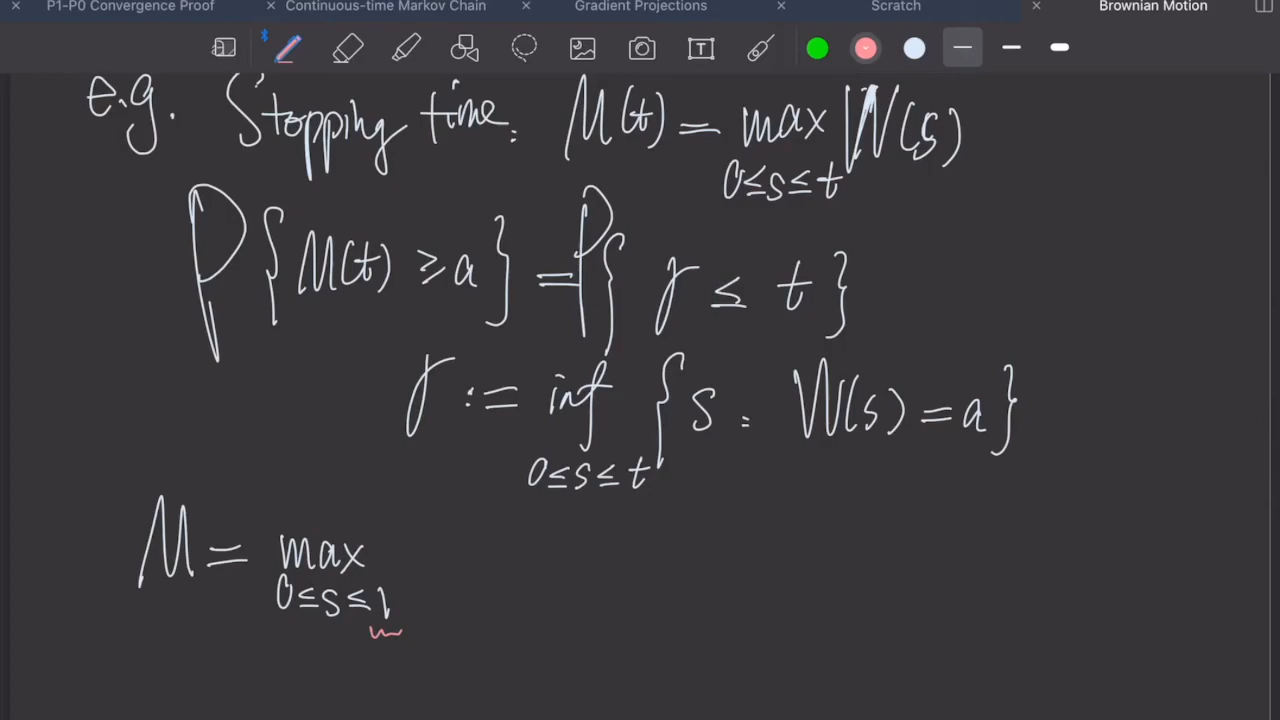 P1-P0 Convergence Proof × Continuous-time Markov Chain × Gradient Projections × Scratch × Brownian Motion
e.g. Stopping time: M(t) = max W(s)
0≤s≤t
P{M(t) ≥ a} = P{γ ≤ t}
γ := inf {s : W(s) = a}
0≤s≤t
M = max
0≤s≤1